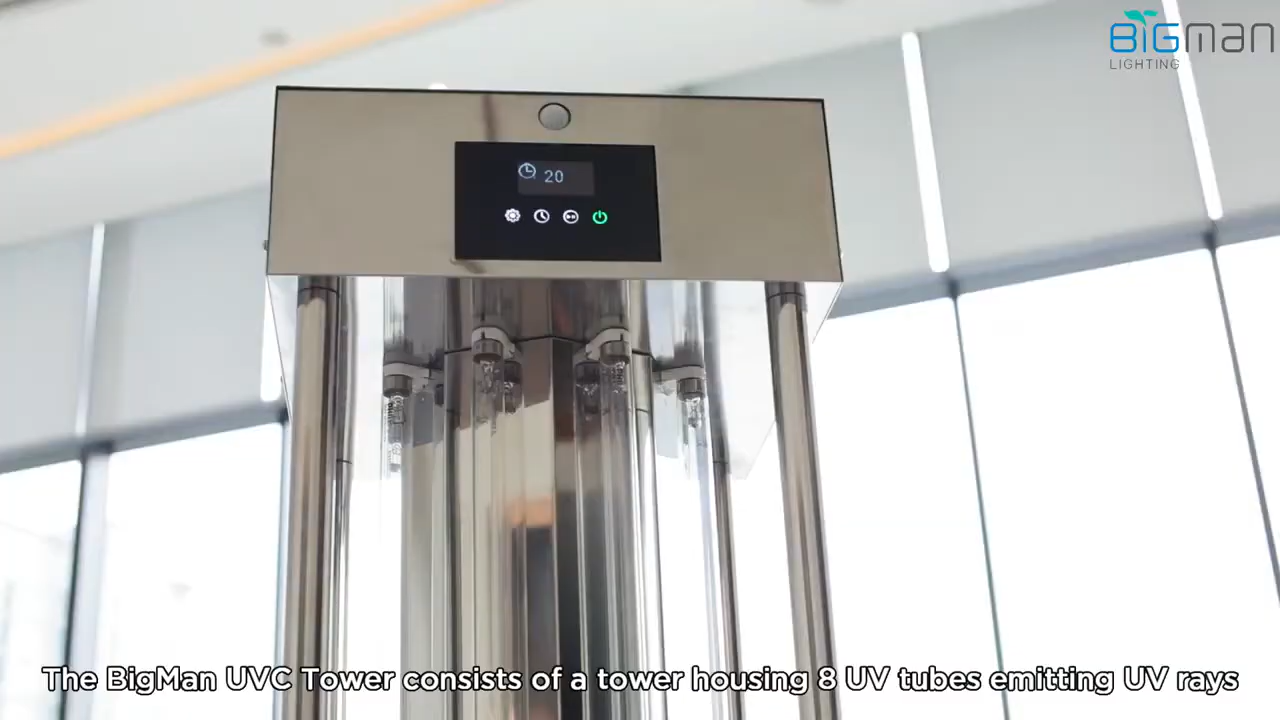 BIGMAN
LIGHTING
20
The BigMan UVC Tower consists of a tower housing 8 UV tubes emitting UV rays